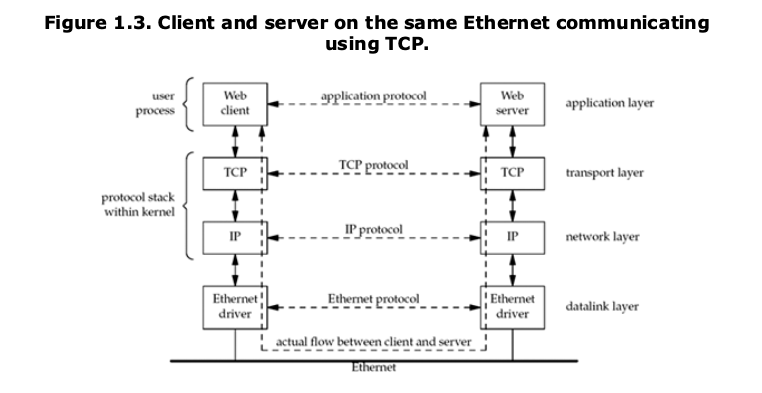 Figure 1.3. Client and server on the same Ethernet communicating
using TCP.
user
process
Web
client
application protocol
Web
server
application layer
TCP
TCP protocol
TCP
transport layer
protocol stack
within kernel
IP
IP protocol
IP
network layer
Ethernet
driver
Ethernet protocol
Ethernet
driver
datalink layer
actual flow between client and server
Ethernet